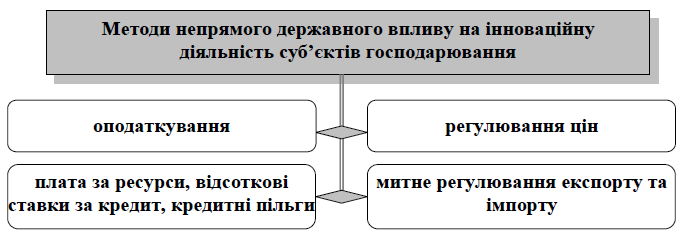 Методи непрямого державного впливу на інноваційну
діяльність суб’єктів господарювання
оподаткування
регулювання цін
плата за ресурси, відсоткові
ставки за кредит, кредитні пільги
митне регулювання експорту та
імпорту